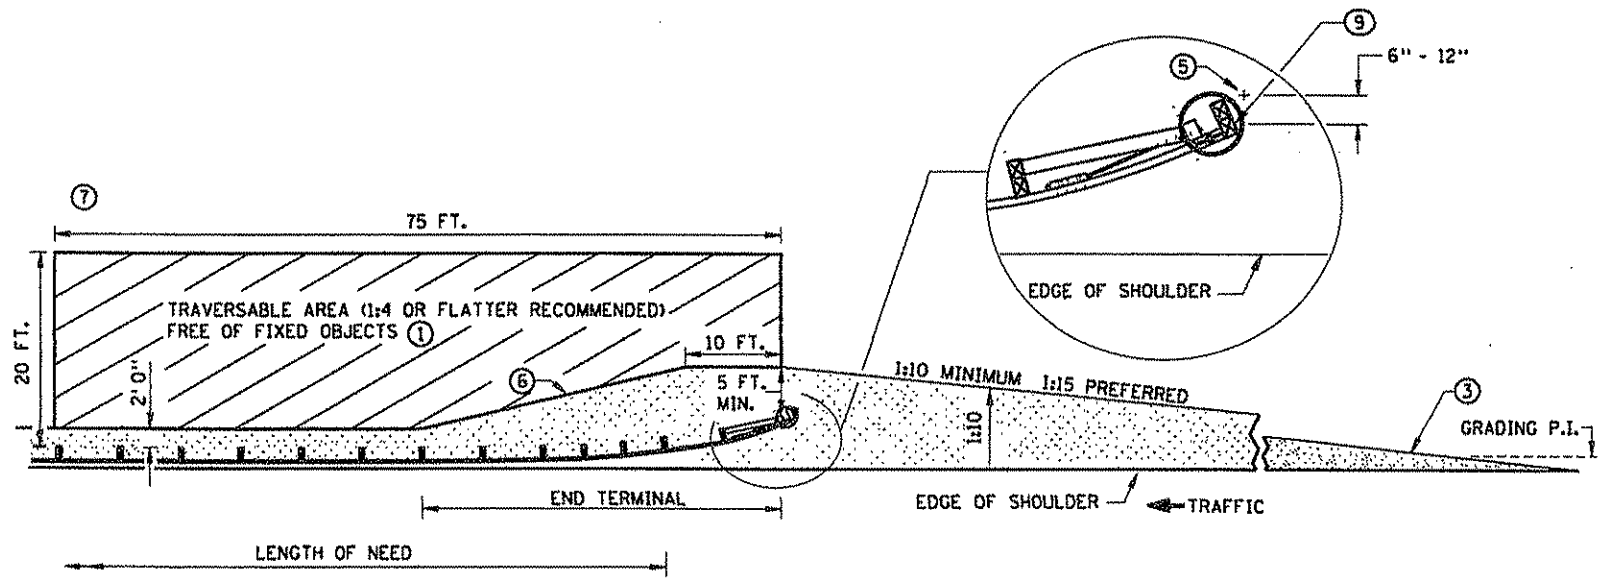 9
5
6" - 12"
7
75 FT.
EDGE OF SHOULDER
TRAVERSABLE AREA (1:4 OR FLATTER RECOMMENDED)
FREE OF FIXED OBJECTS 1
20 FT.
2'0"
10 FT.
6
5 FT.
MIN.
1:10 MINIMUM 1:15 PREFERRED
1:10
3
GRADING P.I.
END TERMINAL
EDGE OF SHOULDER
TRAFFIC
LENGTH OF NEED